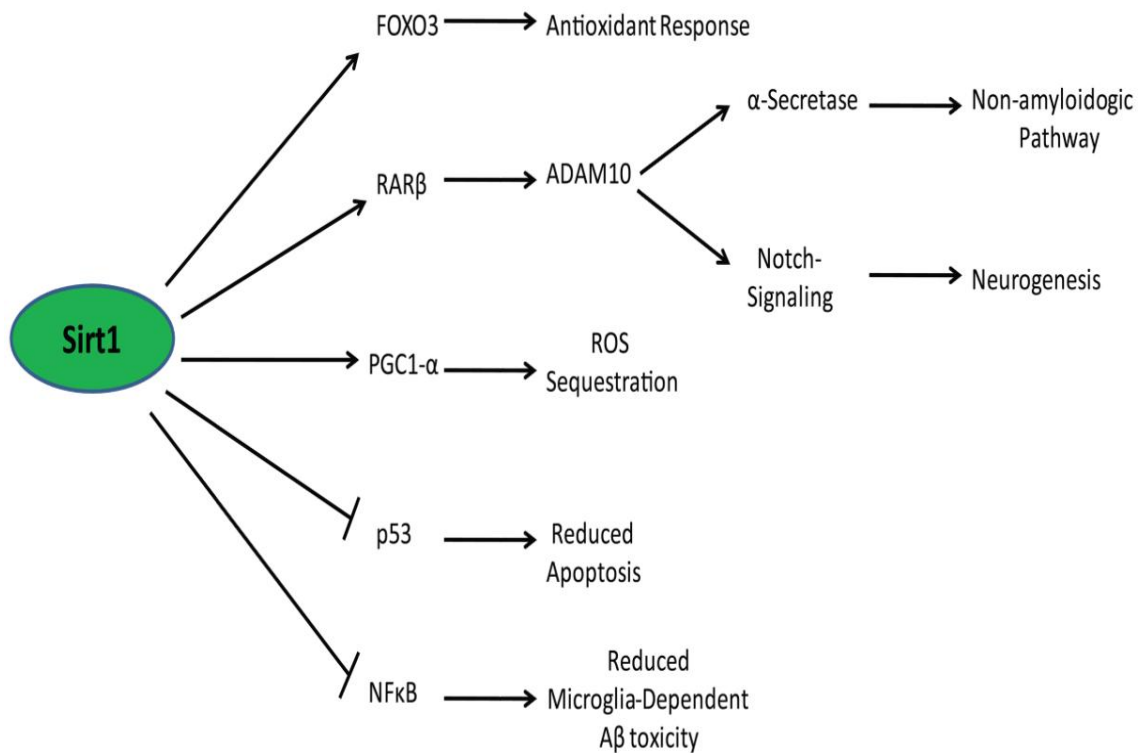 FOXO3
Antioxidant Response
α-Secretase
Non-amyloidogic
Pathway
RARβ
ADAM10
Notch-
Signaling
Neurogenesis
Sirt1
PGC1-α
ROS
Sequestration
p53
Reduced
Apoptosis
NFκB
Reduced
Microglia-Dependent
Aβ toxicity